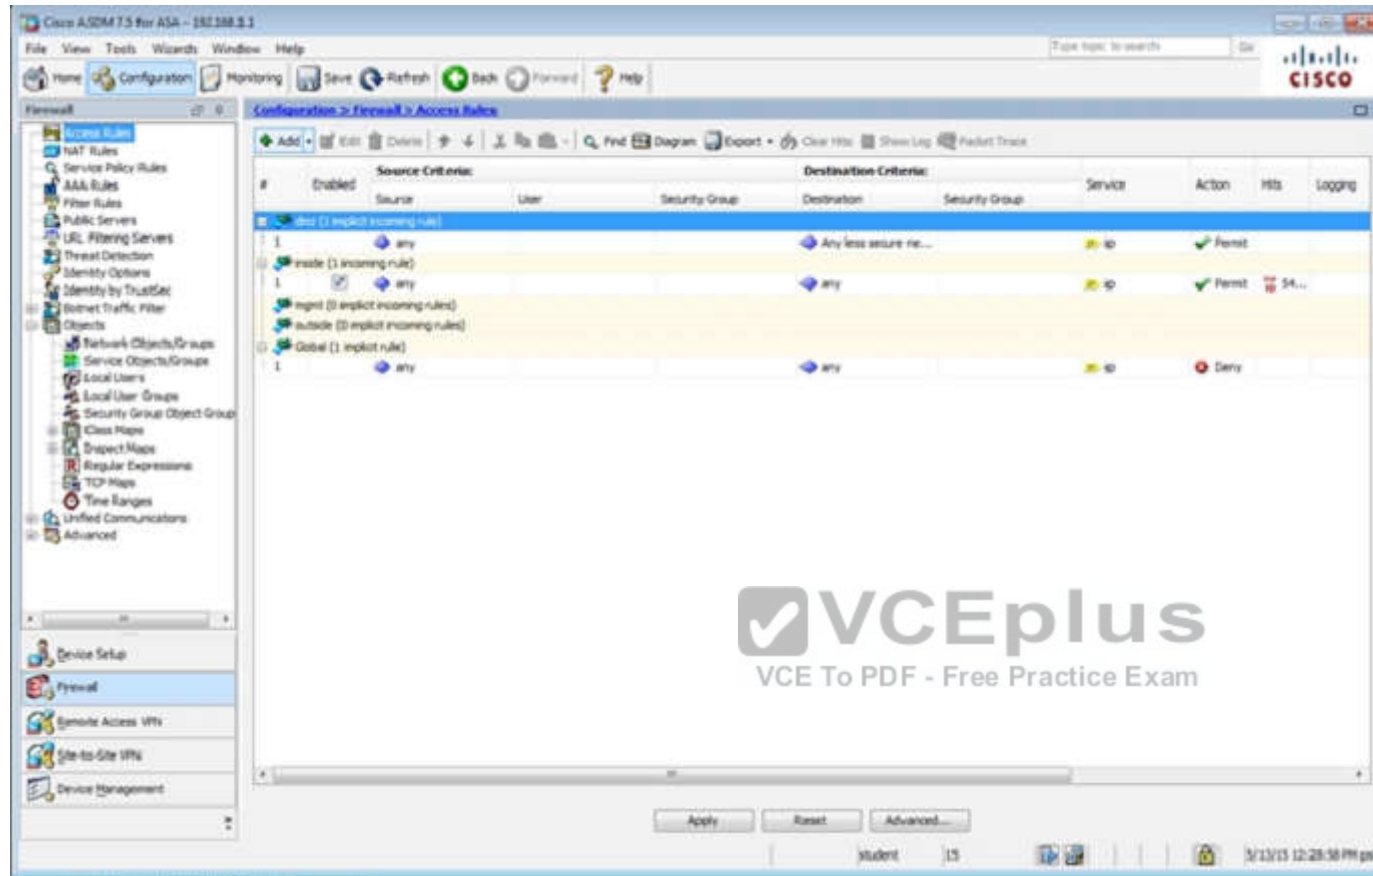 Cisco ASDM 7.5 for ASA - 192.168.1.1
File View Tools Wizards Window Help
Type topic to search Go
Home Configuration Monitoring Save Refresh Back Forward Help
CISCO
Firewall
Configuration > Firewall > Access Rules
Add Edit Delete Find Diagram Export Clear Hits Show Log Packet Trace
# Enabled Source Criteria: Destination Criteria: Service Action Hits Logging
Source User Security Group Destination Security Group
dmz (1 implicit incoming rule)
1 any Any less secure ne... ip Permit
inside (1 incoming rule)
1 any any ip Permit 54...
mgmt (0 implicit incoming rules)
outside (0 implicit incoming rules)
Global (1 implicit rule)
1 any any ip Deny
Access Rules
NAT Rules
Service Policy Rules
AAA Rules
Filter Rules
Public Servers
URL Filtering Servers
Threat Detection
Identity Options
Identity by TrustSec
Botnet Traffic Filter
Objects
Network Objects/Groups
Service Objects/Groups
Local Users
Local User Groups
Security Group Object Group
Class Maps
Inspect Maps
R Regular Expressions
TCP Maps
Time Ranges
Unified Communications
Advanced
Device Setup
Firewall
Remote Access VPN
Site-to-Site VPN
Device Management
VCEplus
VCE To PDF - Free Practice Exam
Apply Reset Advanced...
student 15 5/13/15 12:28:58 PM